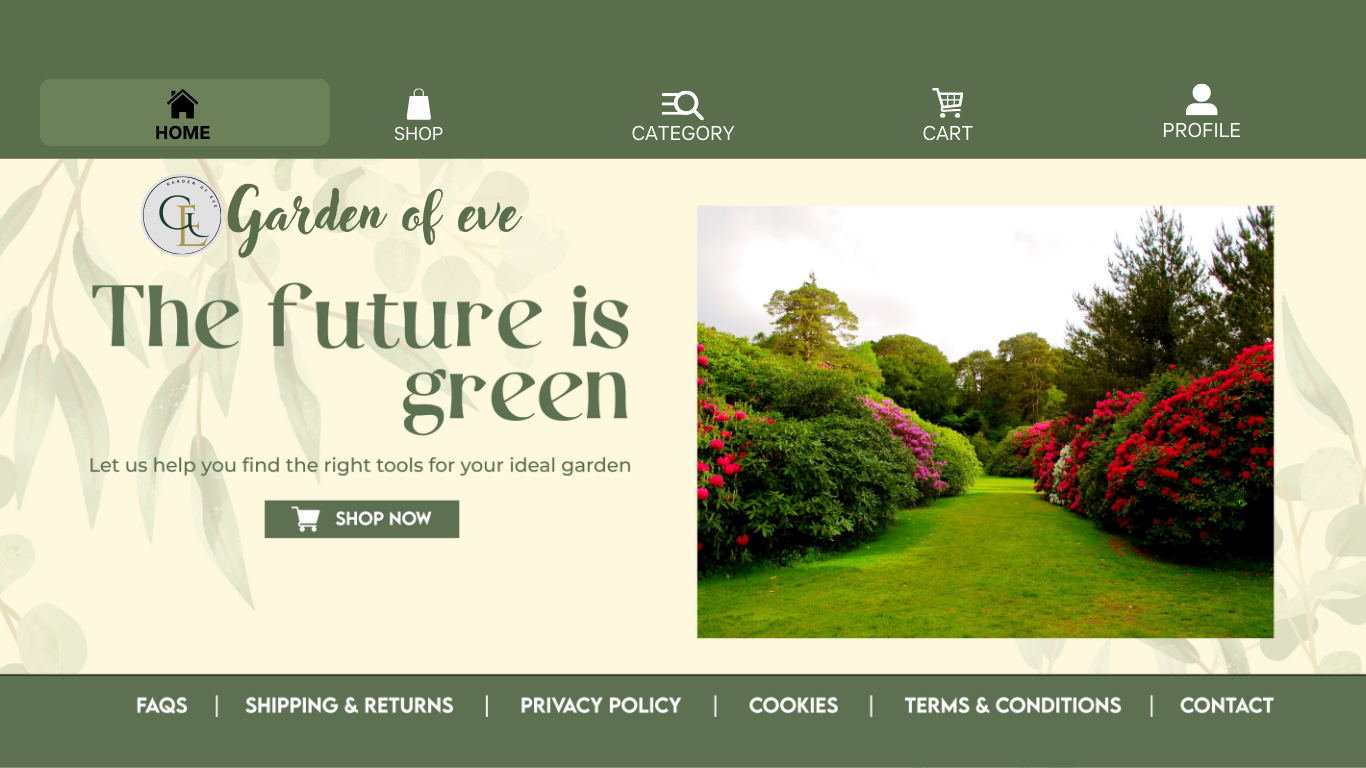 HOME
SHOP
CATEGORY
CART
PROFILE
GARDEN OF EVE
GE
Garden of eve
The future is
green
Let us help you find the right tools for your ideal garden
SHOP NOW
FAQS | SHIPPING & RETURNS | PRIVACY POLICY | COOKIES | TERMS & CONDITIONS | CONTACT